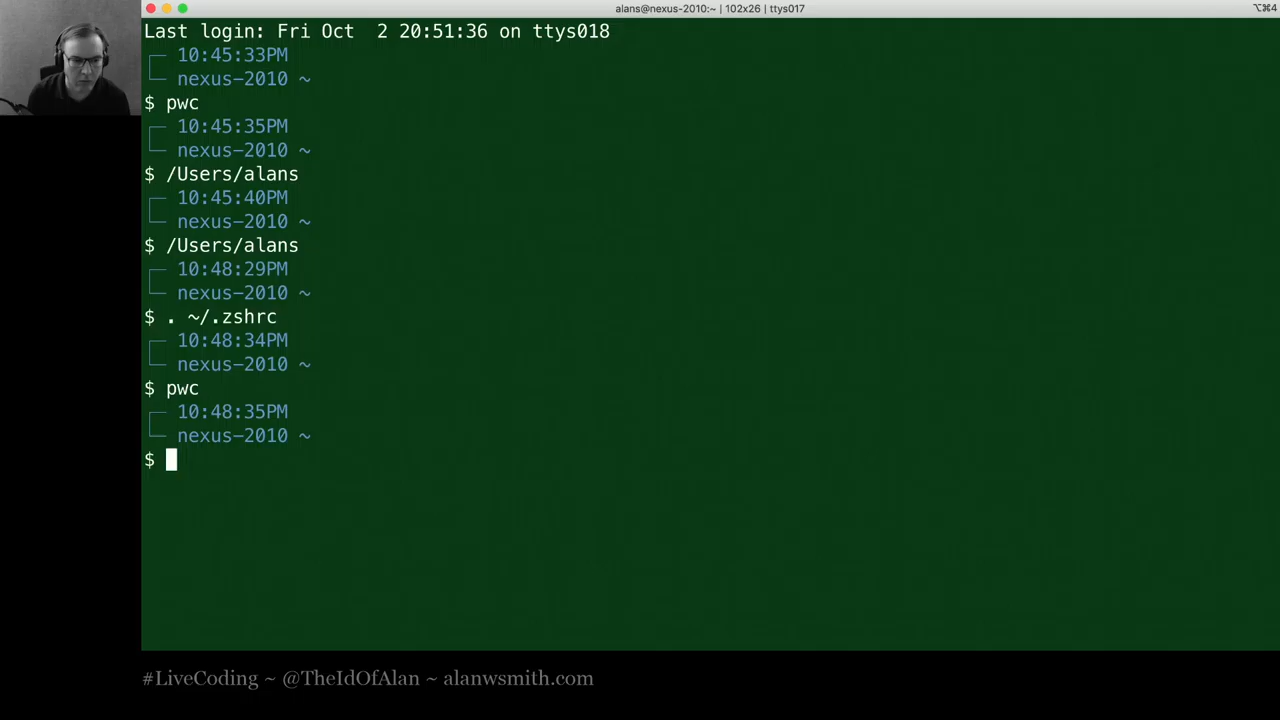 alans@nexus-2010:~ | 102x26 | ttys017
⌥⌘4
Last login: Fri Oct  2 20:51:36 on ttys018
┌─ 10:45:33PM
└─ nexus-2010 ~
$ pwc
┌─ 10:45:35PM
└─ nexus-2010 ~
$ /Users/alans
┌─ 10:45:40PM
└─ nexus-2010 ~
$ /Users/alans
┌─ 10:48:29PM
└─ nexus-2010 ~
$ . ~/.zshrc
┌─ 10:48:34PM
└─ nexus-2010 ~
$ pwc
┌─ 10:48:35PM
└─ nexus-2010 ~
$
#LiveCoding ~ @TheIdOfAlan ~ alanwsmith.com